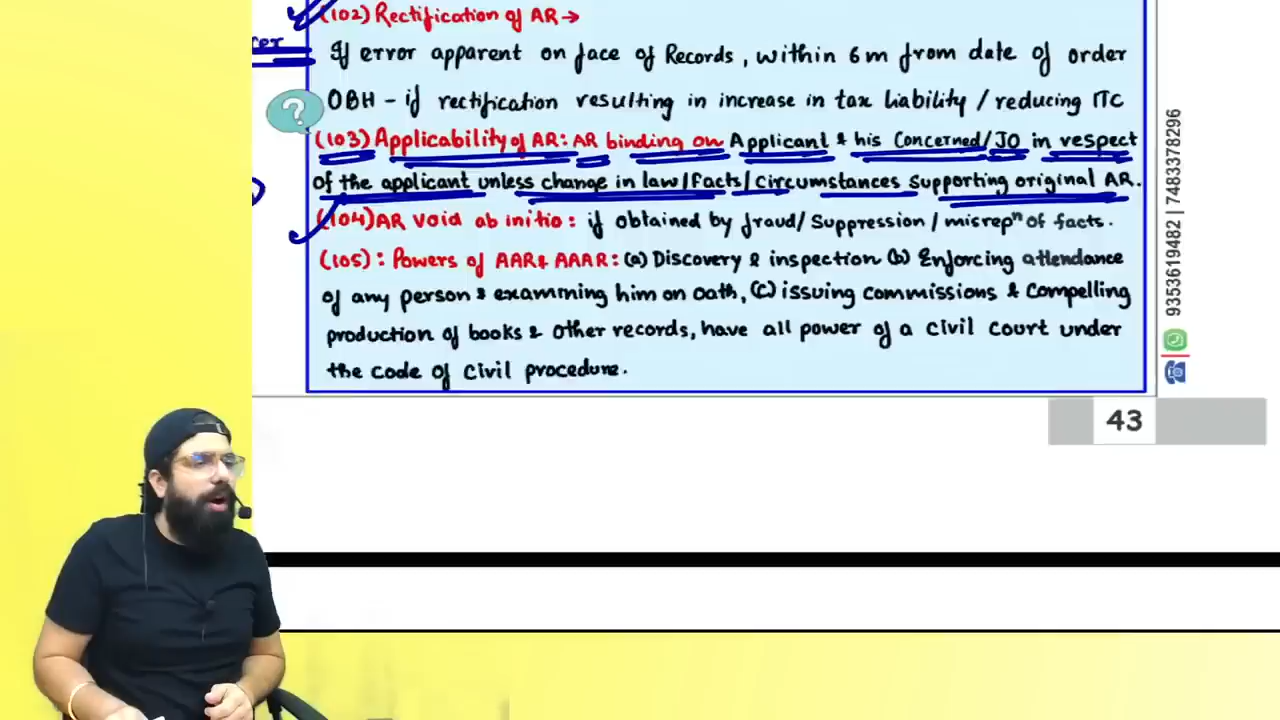 (102) Rectification of AR →
If error apparent on face of Records, within 6m from date of order
OBH - if rectification resulting in increase in tax liability / reducing ITC
?
(103) Applicability of AR: AR binding on Applicant & his Concerned/JO in respect
of the applicant unless change in law/facts/circumstances supporting original AR.
(104) AR void ab initio: if obtained by fraud/Suppression/misrepⁿ of facts.
(105): Powers of AAR & AAAR: (a) Discovery & inspection (b) Enforcing attendance
of any person & examining him on oath, (c) issuing commissions & Compelling
production of books & other records, have all power of a civil court under
the code of civil procedure.
43
9353619482 | 7483378296